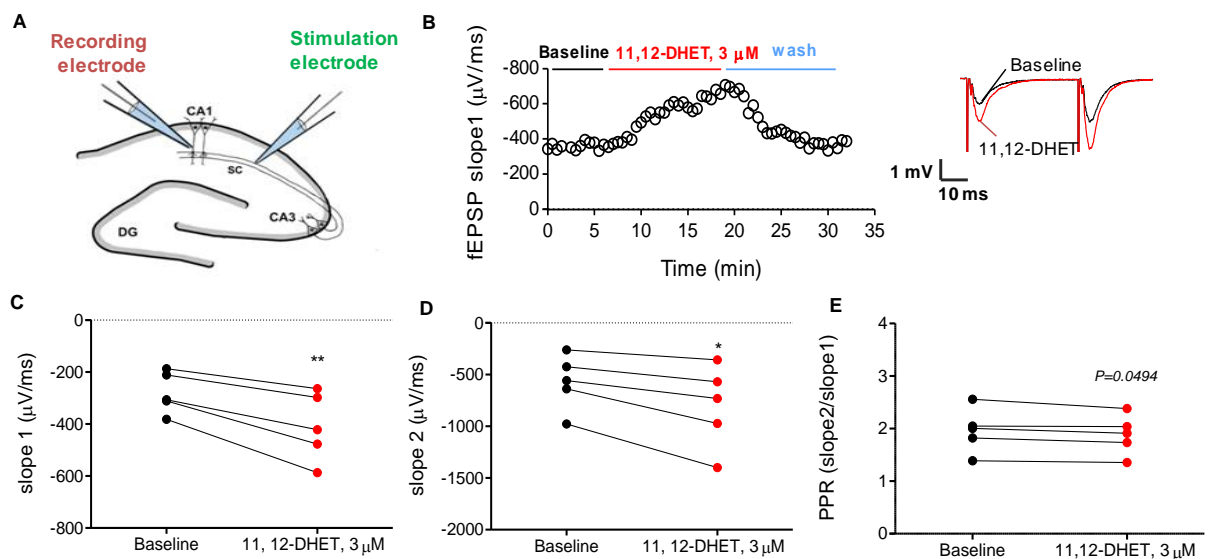 A
Recording
electrode
Stimulation
electrode
CA1
SC
CA3
DG
B
Baseline 11,12-DHET, 3 μM wash
fEPSP slope1 (μV/ms)
-800
-600
-400
-200
0
0 5 10 15 20 25 30 35
Time (min)
Baseline
11,12-DHET
1 mV
10 ms
C
slope 1 (μV/ms)
0
-200
-400
-600
-800
**
Baseline 11, 12-DHET, 3 μM
D
slope 2 (μV/ms)
0
-500
-1000
-1500
-2000
*
Baseline 11, 12-DHET, 3 μM
E
PPR (slope2/slope1)
4
3
2
1
0
P=0.0494
Baseline 11, 12-DHET, 3 μM